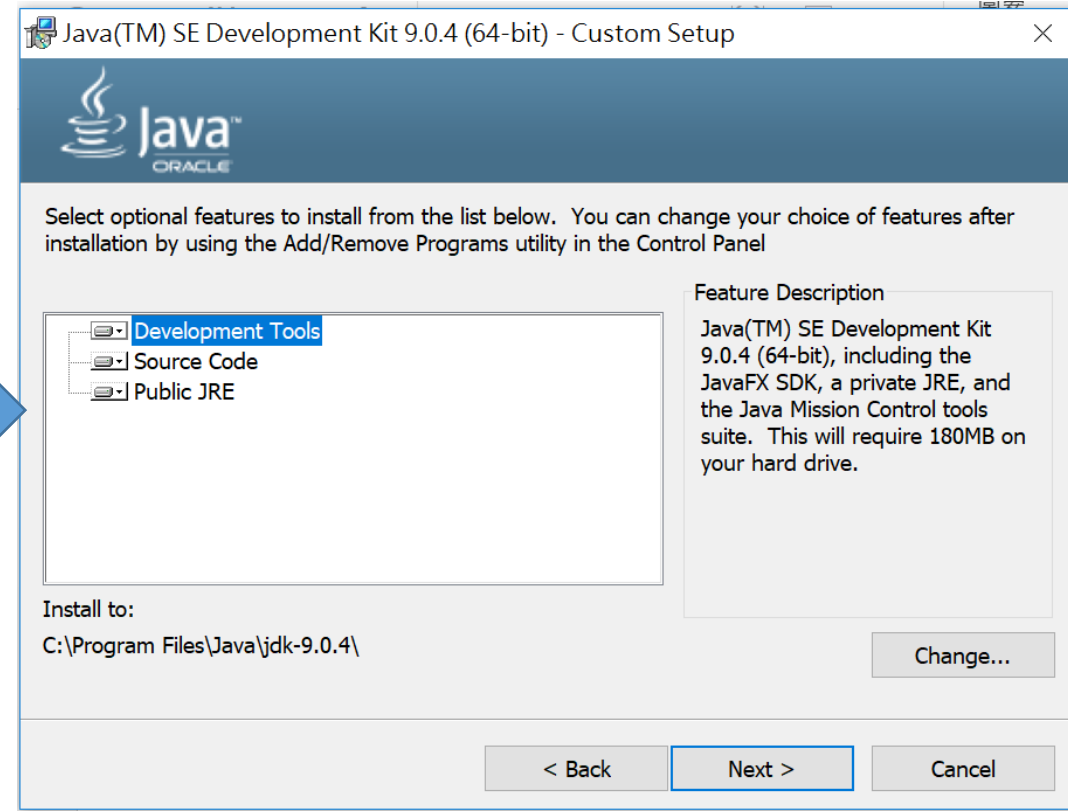 Java(TM) SE Development Kit 9.0.4 (64-bit) - Custom Setup
Java™
ORACLE
Select optional features to install from the list below.  You can change your choice of features after
installation by using the Add/Remove Programs utility in the Control Panel
Development Tools
Source Code
Public JRE
Feature Description
Java(TM) SE Development Kit
9.0.4 (64-bit), including the
JavaFX SDK, a private JRE, and
the Java Mission Control tools
suite.  This will require 180MB on
your hard drive.
Install to:
C:\Program Files\Java\jdk-9.0.4\
Change...
< Back
Next >
Cancel